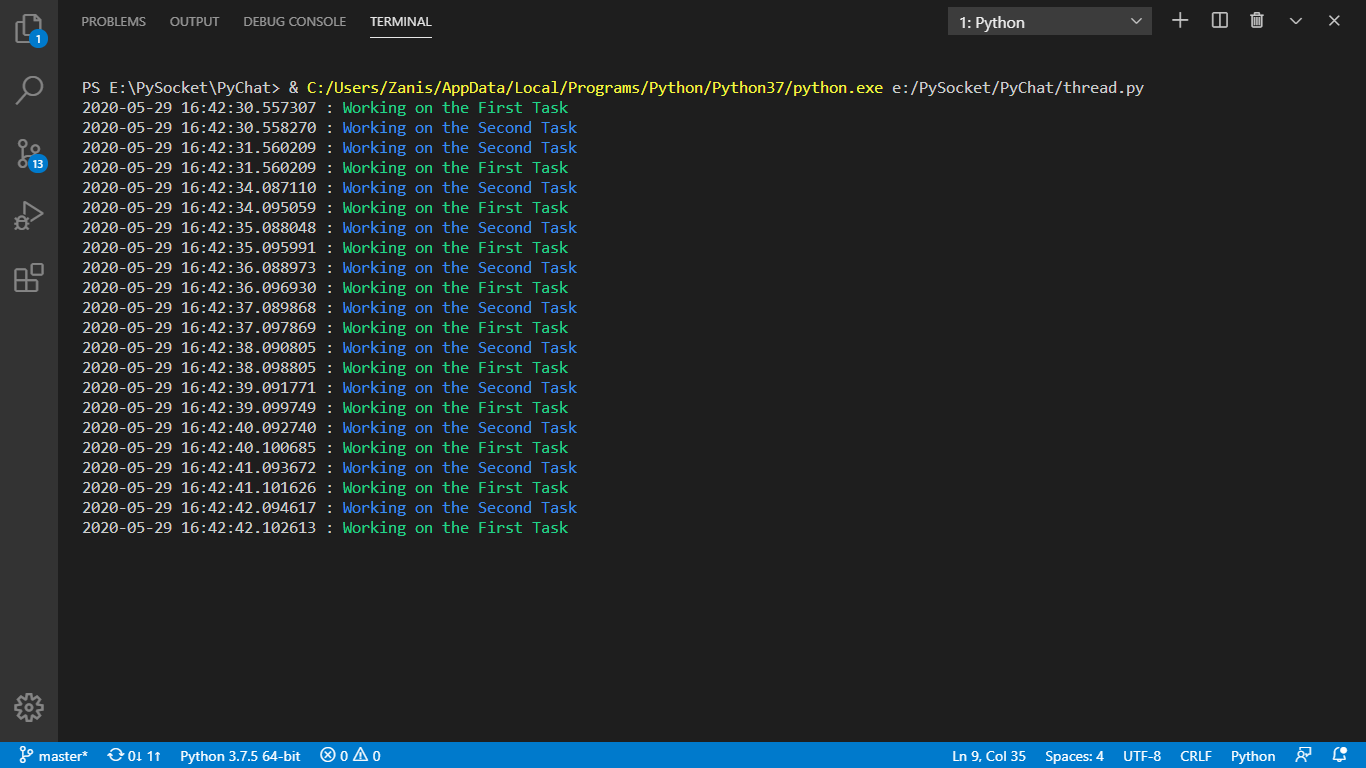 PROBLEMS OUTPUT DEBUG CONSOLE TERMINAL 1: Python
1
13
PS E:\PySocket\PyChat> & C:/Users/Zanis/AppData/Local/Programs/Python/Python37/python.exe e:/PySocket/PyChat/thread.py
2020-05-29 16:42:30.557307 : Working on the First Task
2020-05-29 16:42:30.558270 : Working on the Second Task
2020-05-29 16:42:31.560209 : Working on the Second Task
2020-05-29 16:42:31.560209 : Working on the First Task
2020-05-29 16:42:34.087110 : Working on the Second Task
2020-05-29 16:42:34.095059 : Working on the First Task
2020-05-29 16:42:35.088048 : Working on the Second Task
2020-05-29 16:42:35.095991 : Working on the First Task
2020-05-29 16:42:36.088973 : Working on the Second Task
2020-05-29 16:42:36.096930 : Working on the First Task
2020-05-29 16:42:37.089868 : Working on the Second Task
2020-05-29 16:42:37.097869 : Working on the First Task
2020-05-29 16:42:38.090805 : Working on the Second Task
2020-05-29 16:42:38.098805 : Working on the First Task
2020-05-29 16:42:39.091771 : Working on the Second Task
2020-05-29 16:42:39.099749 : Working on the First Task
2020-05-29 16:42:40.092740 : Working on the Second Task
2020-05-29 16:42:40.100685 : Working on the First Task
2020-05-29 16:42:41.093672 : Working on the Second Task
2020-05-29 16:42:41.101626 : Working on the First Task
2020-05-29 16:42:42.094617 : Working on the Second Task
2020-05-29 16:42:42.102613 : Working on the First Task
master* 0↓ 1↑ Python 3.7.5 64-bit 0 0 Ln 9, Col 35 Spaces: 4 UTF-8 CRLF Python